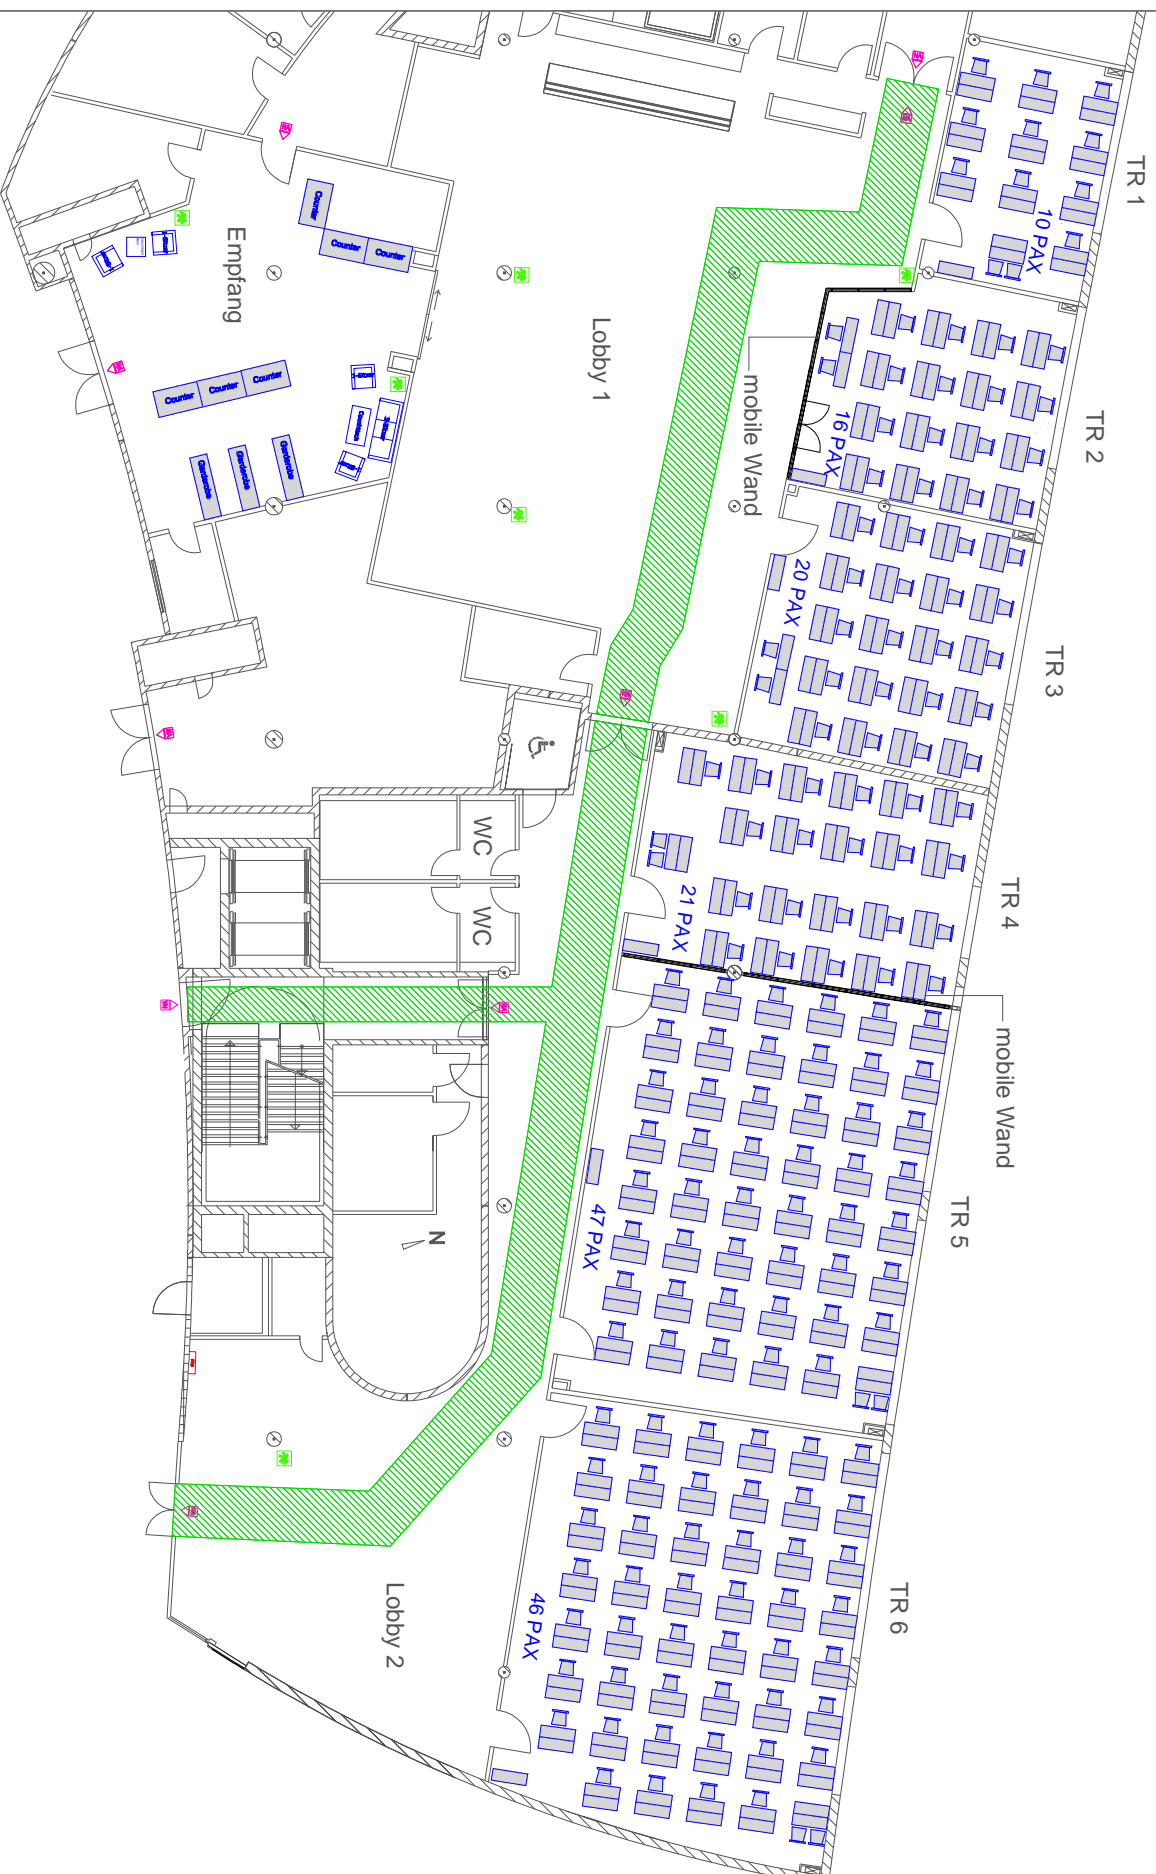 TR 1
10 PAX
TR 2
16 PAX
mobile Wand
TR 3
20 PAX
TR 4
21 PAX
mobile Wand
TR 5
47 PAX
TR 6
46 PAX
Lobby 1
Empfang
Counter
Counter
Counter
Counter
Counter
Counter
Garderobe
Garderobe
Garderobe
WC
WC
N
Lobby 2